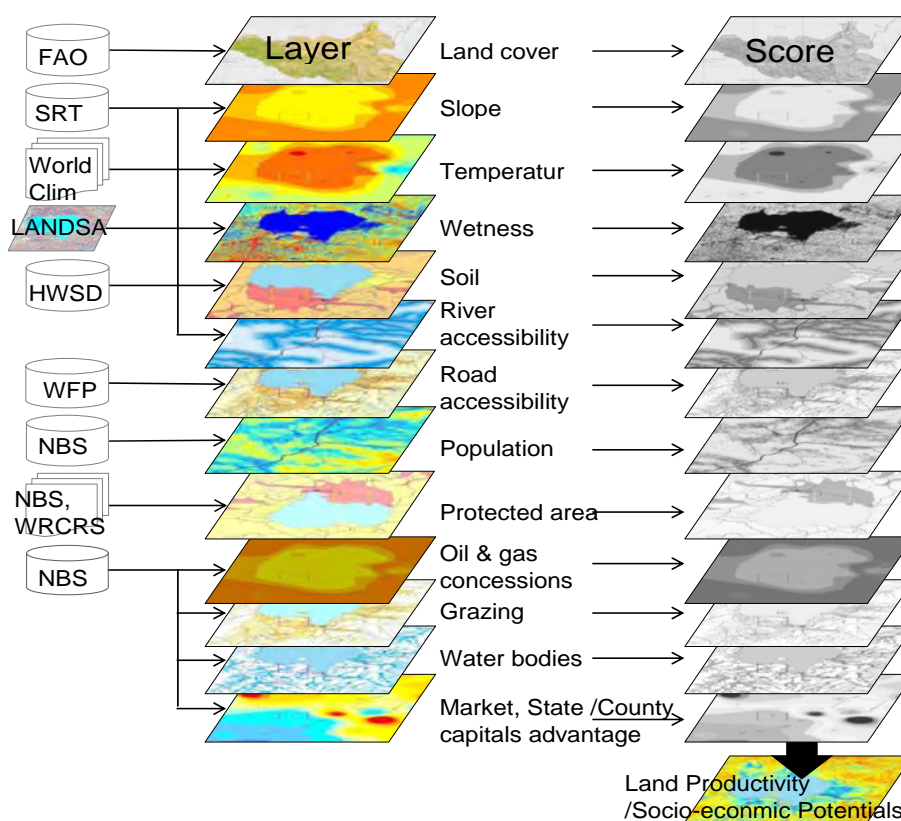 FAO
Layer
Land cover
Score
SRT
Slope
World
Clim
Temperatur
LANDSA
Wetness
HWSD
Soil
River
accessibility
WFP
Road
accessibility
NBS
Population
NBS,
WRCRS
Protected area
NBS
Oil & gas
concessions
Grazing
Water bodies
Market, State /County
capitals advantage
Land Productivity
/Socio-econmic Potentials